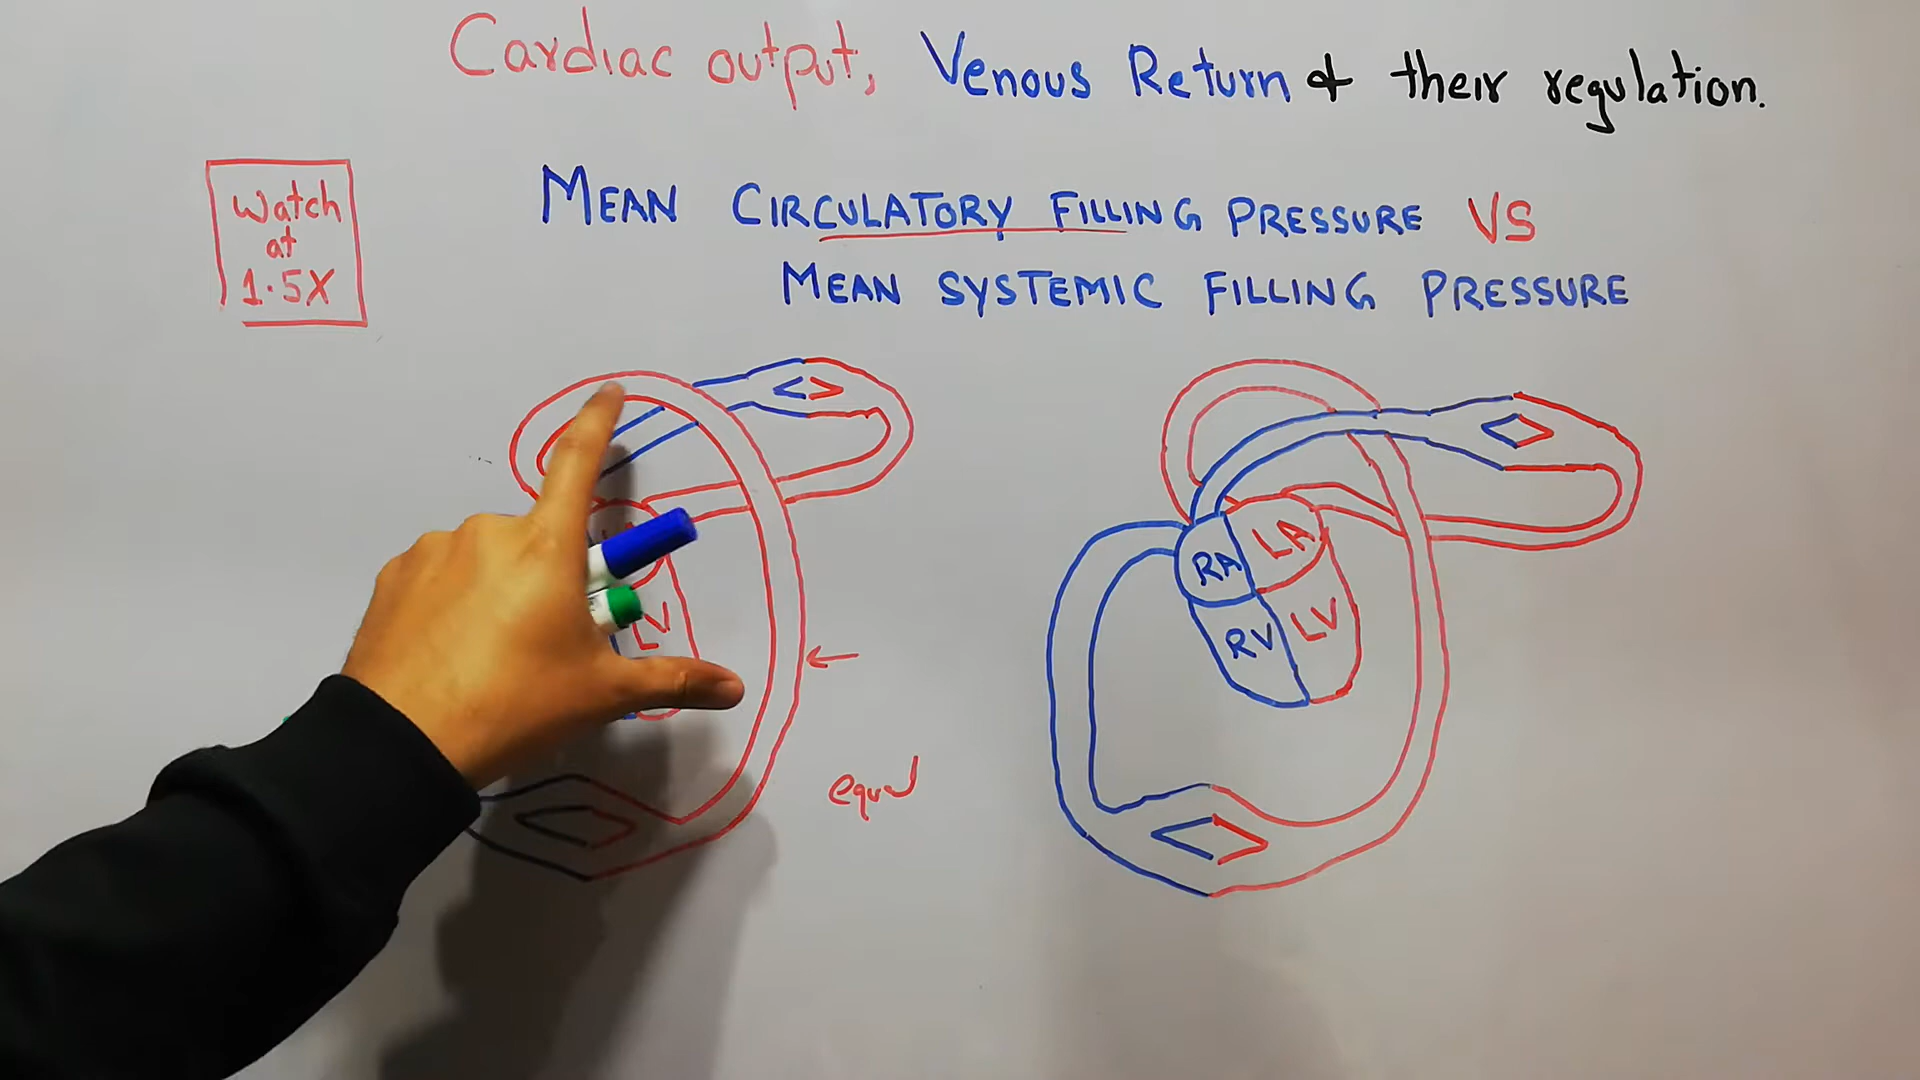 Cardiac output, Venous Return & their regulation.
Watch
at
1.5X
MEAN CIRCULATORY FILLING PRESSURE VS
MEAN SYSTEMIC FILLING PRESSURE
LV
equal
RA
LA
RV
LV